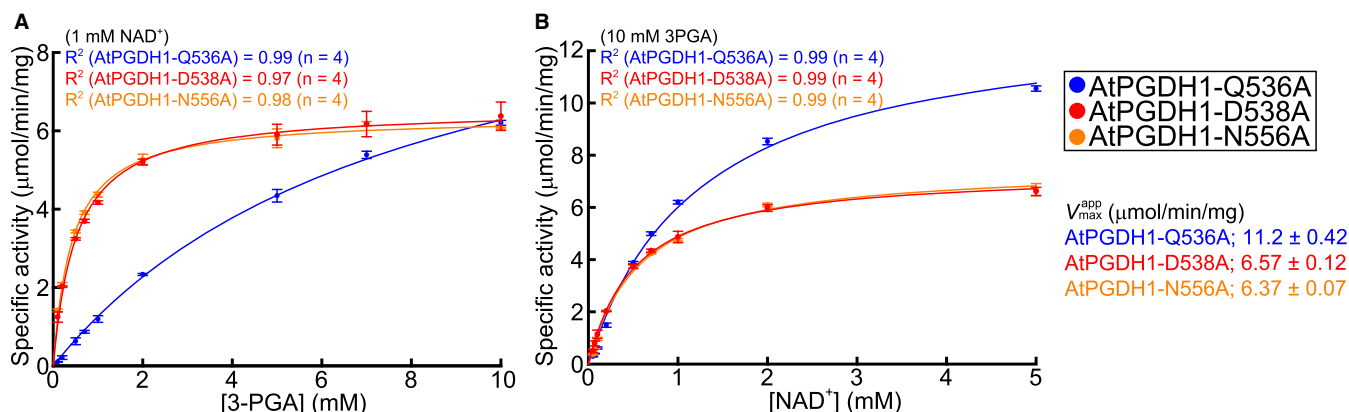 A
(1 mM NAD⁺)
R² (AtPGDH1-Q536A) = 0.99 (n = 4)
R² (AtPGDH1-D538A) = 0.97 (n = 4)
R² (AtPGDH1-N556A) = 0.98 (n = 4)
Specific activity (μmol/min/mg)
8
6
4
2
0
0 2 4 6 8 10
[3-PGA] (mM)
B
(10 mM 3PGA)
R² (AtPGDH1-Q536A) = 0.99 (n = 4)
R² (AtPGDH1-D538A) = 0.99 (n = 4)
R² (AtPGDH1-N556A) = 0.99 (n = 4)
Specific activity (μmol/min/mg)
12
10
8
6
4
2
0
0 1 2 3 4 5
[NAD⁺] (mM)
AtPGDH1-Q536A
AtPGDH1-D538A
AtPGDH1-N556A
V max app (μmol/min/mg)
AtPGDH1-Q536A; 11.2 ± 0.42
AtPGDH1-D538A; 6.57 ± 0.12
AtPGDH1-N556A; 6.37 ± 0.07